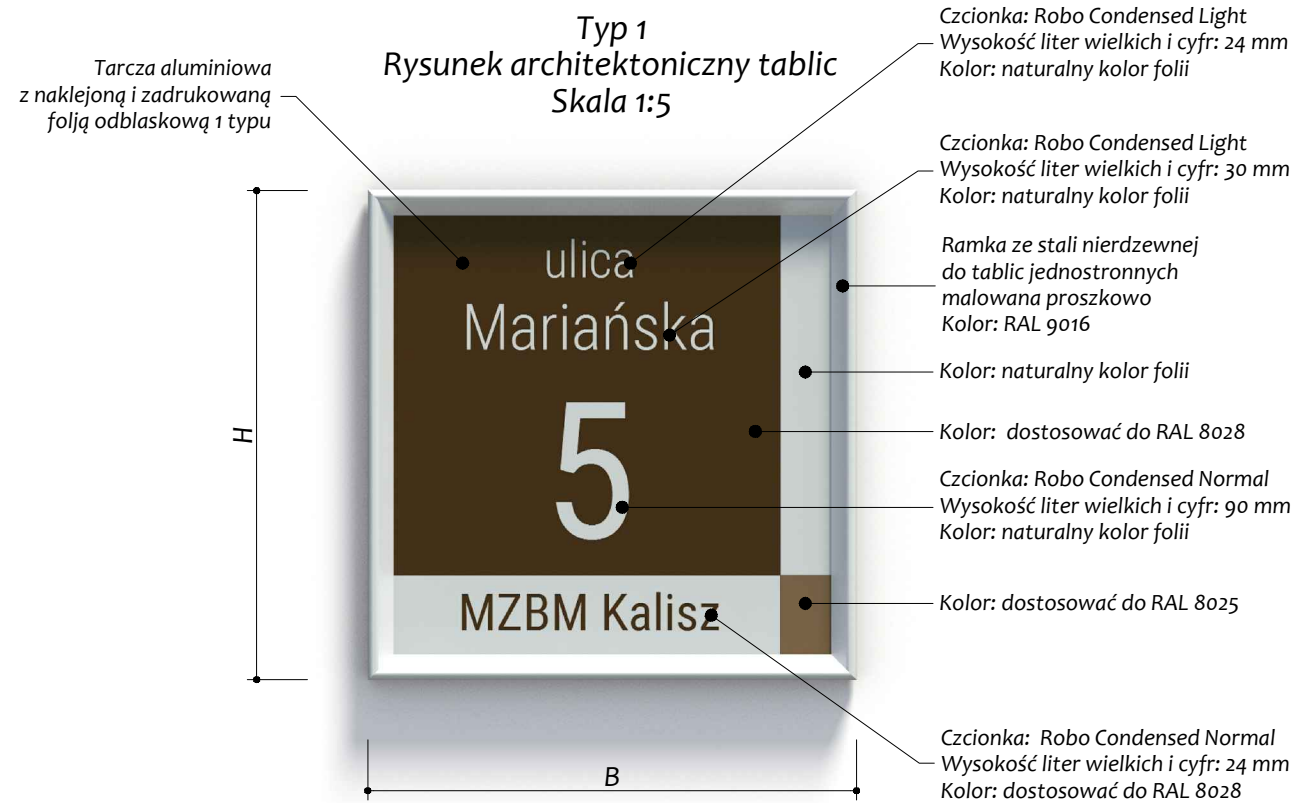 Typ 1
Rysunek architektoniczny tablic
Skala 1:5
Tarcza aluminiowa
z naklejoną i zadrukowaną
folją odblaskową 1 typu
Czcionka: Robo Condensed Light
Wysokość liter wielkich i cyfr: 24 mm
Kolor: naturalny kolor folii
Czcionka: Robo Condensed Light
Wysokość liter wielkich i cyfr: 30 mm
Kolor: naturalny kolor folii
Ramka ze stali nierdzewnej
do tablic jednostronnych
malowana proszkowo
Kolor: RAL 9016
Kolor: naturalny kolor folii
Kolor: dostosować do RAL 8028
Czcionka: Robo Condensed Normal
Wysokość liter wielkich i cyfr: 90 mm
Kolor: naturalny kolor folii
Kolor: dostosować do RAL 8025
Czcionka: Robo Condensed Normal
Wysokość liter wielkich i cyfr: 24 mm
Kolor: dostosować do RAL 8028
ulica
Mariańska
5
MZBM Kalisz
H
B